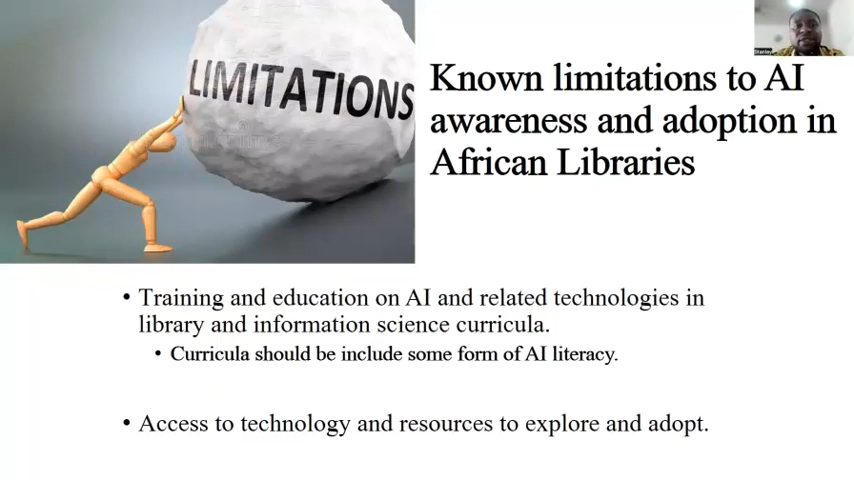 LIMITATIONS
Known limitations to AI
awareness and adoption in
African Libraries
• Training and education on AI and related technologies in
library and information science curricula.
• Curricula should be include some form of AI literacy.
• Access to technology and resources to explore and adopt.